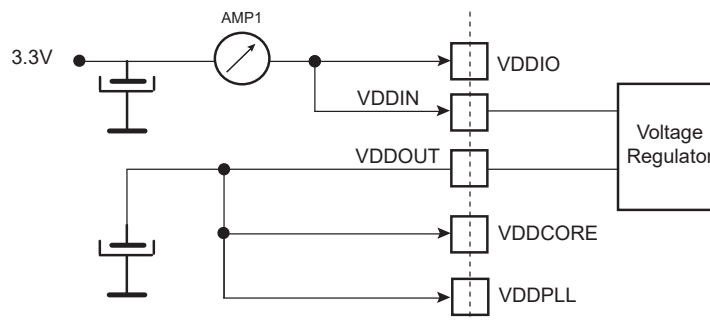 AMP1
3.3V
VDDIO
VDDIN
Voltage
Regulator
VDDOUT
VDDCORE
VDDPLL